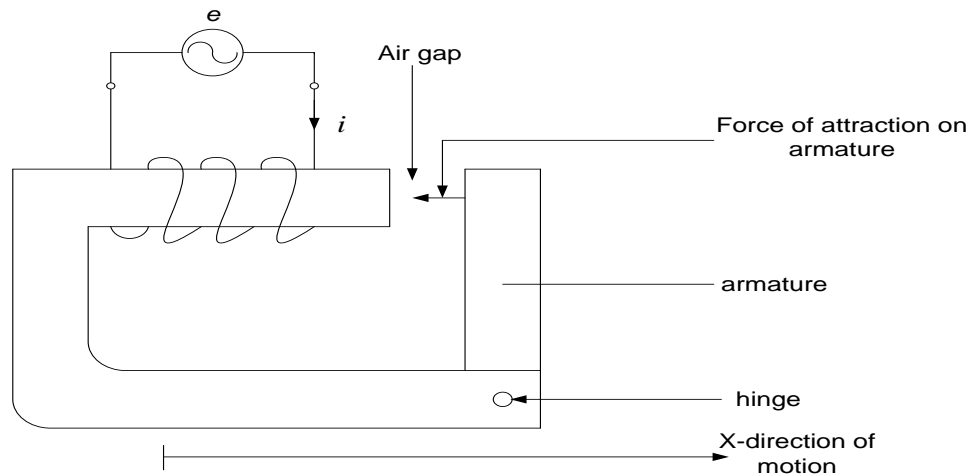 e
Air gap
i
Force of attraction on
armature
armature
hinge
X-direction of
motion